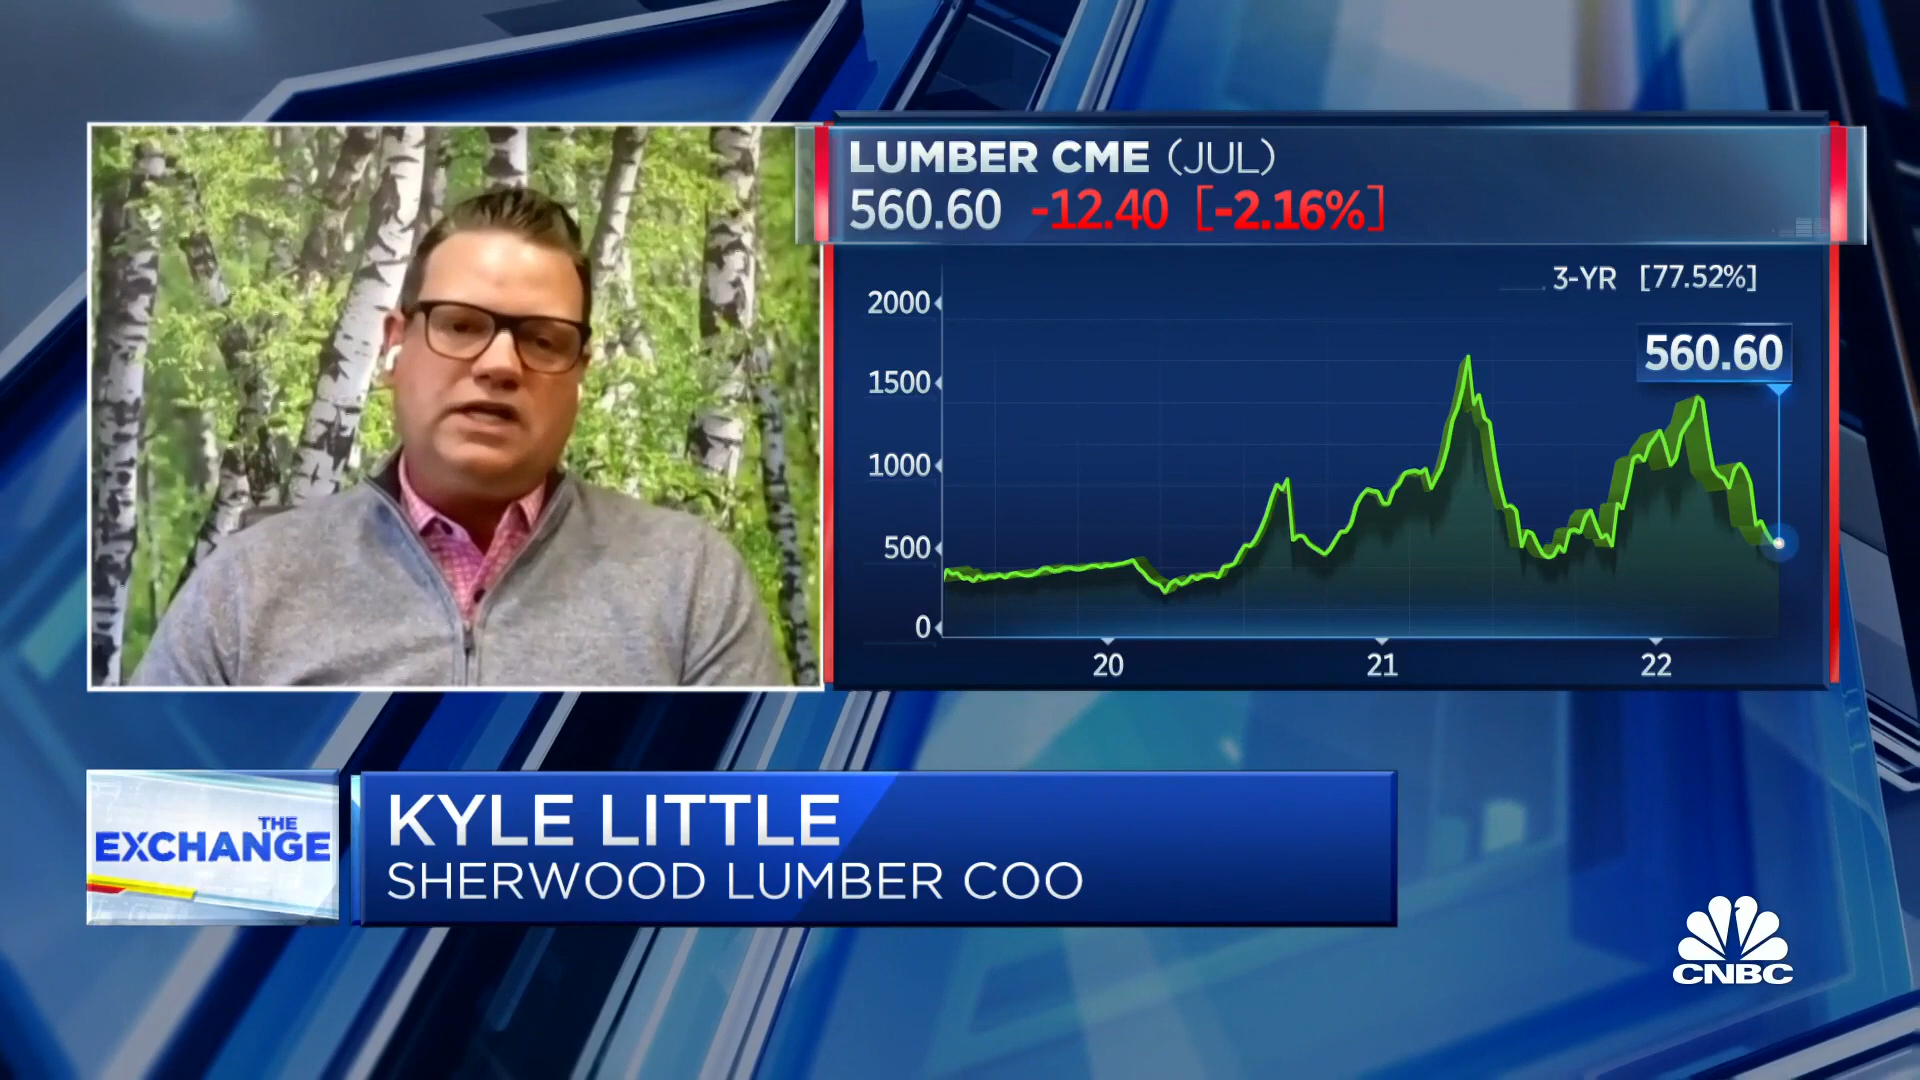 LUMBER CME (JUL)
560.60 -12.40 [-2.16%]
3-YR [77.52%]
560.60
2000
1500
1000
500
0
20 21 22
THE
EXCHANGE
KYLE LITTLE
SHERWOOD LUMBER COO
CNBC